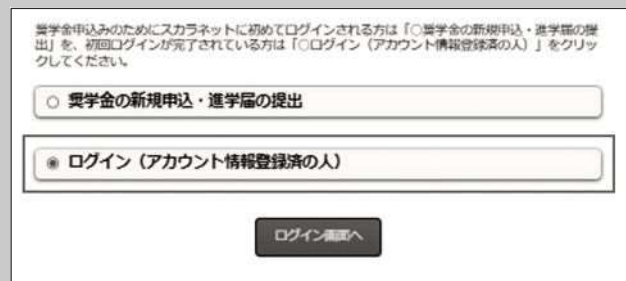 奨学金申込みのためにスカラネットに初めてログインされる方は「○奨学金の新規申込・進学届の提
出」を、初回ログインが完了されている方は「○ログイン（アカウント情報登録済の人）」をクリッ
クしてください。
奨学金の新規申込・進学届の提出
ログイン（アカウント情報登録済の人）
ログイン画面へ